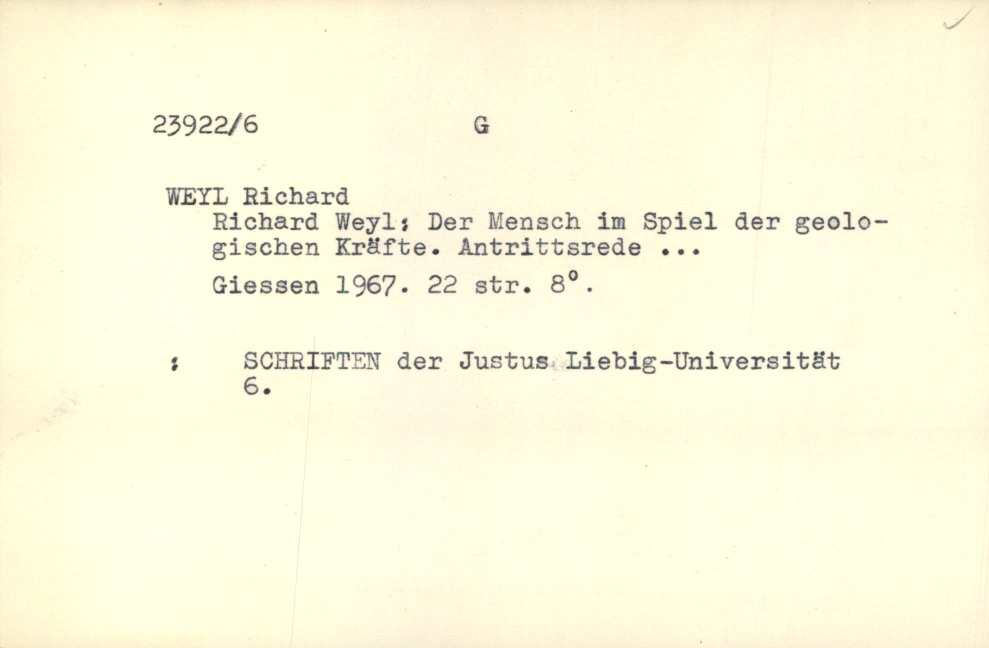 23922/6 G
WEYL Richard
Richard Weyl: Der Mensch im Spiel der geolo-
gischen Kräfte. Antrittsrede ...
Giessen 1967. 22 str. 8°.
: SCHRIFTEN der Justus Liebig-Universität
6.